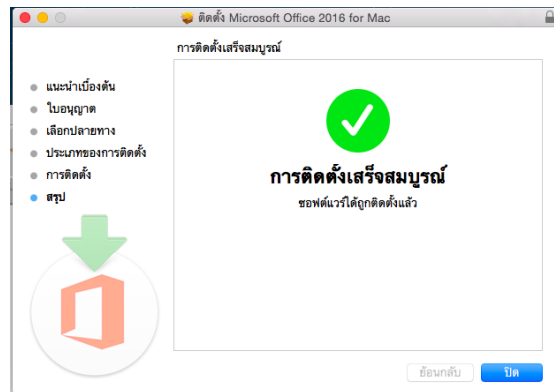 ติดตั้ง Microsoft Office 2016 for Mac
การติดตั้งเสร็จสมบูรณ์
แนะนำเบื้องต้น
ใบอนุญาต
เลือกปลายทาง
ประเภทของการติดตั้ง
การติดตั้ง
สรุป
การติดตั้งเสร็จสมบูรณ์
ซอฟต์แวร์ได้ถูกติดตั้งแล้ว
ย้อนกลับ
ปิด